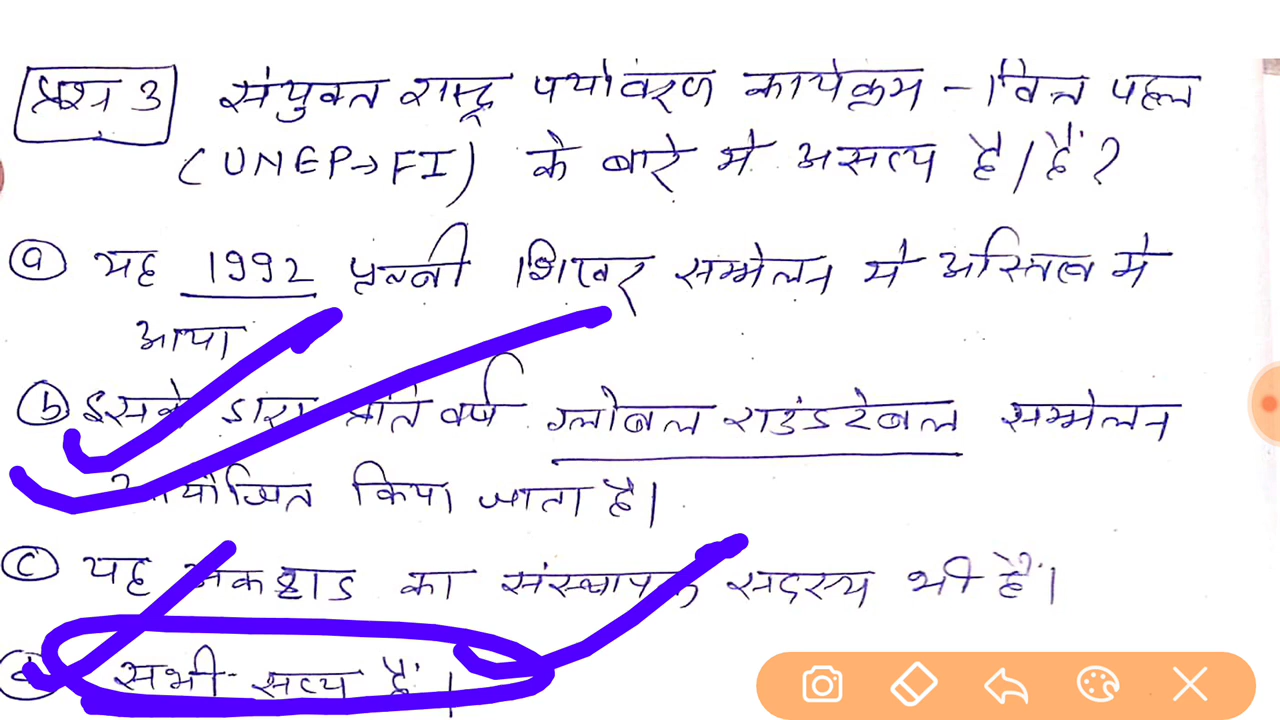 प्रश्न 3 संयुक्त राष्ट्र पर्यावरण कार्यक्रम - वित्त पहल
(UNEP→FI) के बारे में असत्य है/हैं?
(a) यह 1992 पृथ्वी शिखर सम्मेलन में अस्तित्व में
आया
(b) इसके द्वारा प्रति वर्ष ग्लोबल राउंडटेबल सम्मेलन
आयोजित किया जाता है।
(c) यह अंकटाड का संस्थापक सदस्य भी है।
(d) सभी सत्य हैं।